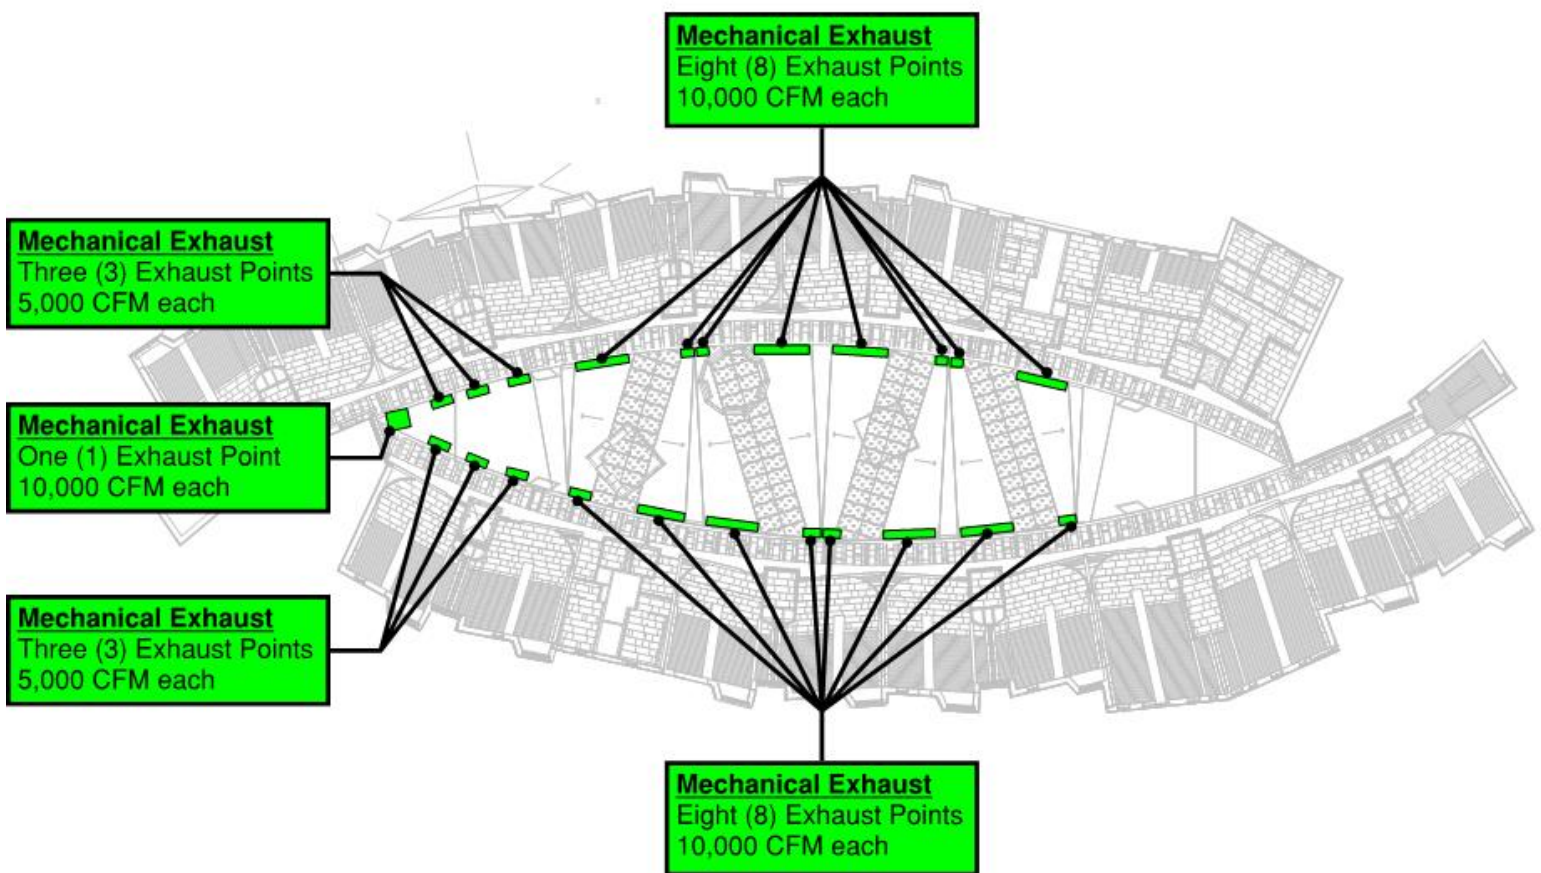 Mechanical Exhaust
Eight (8) Exhaust Points
10,000 CFM each
Mechanical Exhaust
Three (3) Exhaust Points
5,000 CFM each
Mechanical Exhaust
One (1) Exhaust Point
10,000 CFM each
Mechanical Exhaust
Three (3) Exhaust Points
5,000 CFM each
Mechanical Exhaust
Eight (8) Exhaust Points
10,000 CFM each